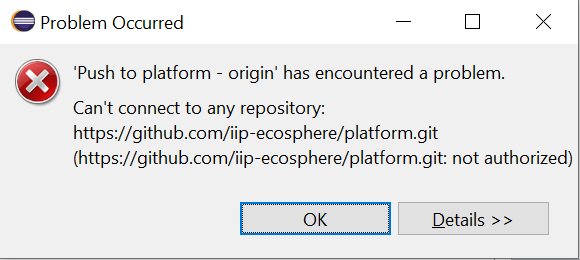 Problem Occurred
'Push to platform - origin' has encountered a problem.
Can't connect to any repository:
https://github.com/iip-ecosphere/platform.git
(https://github.com/iip-ecosphere/platform.git: not authorized)
OK
Details >>